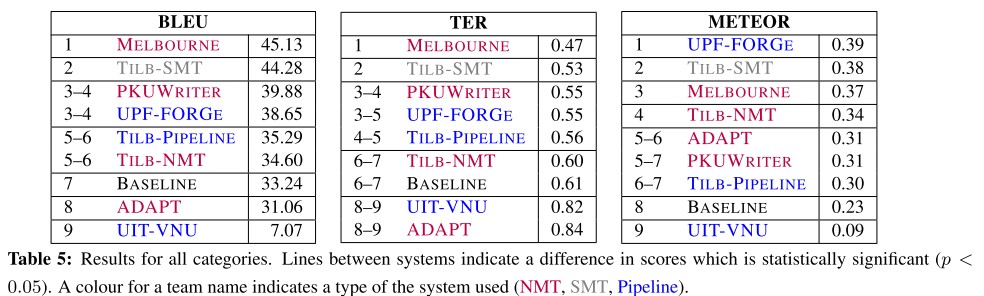 BLEU
1 MELBOURNE 45.13
2 TILB-SMT 44.28
3–4 PKUWRITER 39.88
3–4 UPF-FORGE 38.65
5–6 TILB-PIPELINE 35.29
5–6 TILB-NMT 34.60
7 BASELINE 33.24
8 ADAPT 31.06
9 UIT-VNU 7.07
TER
1 MELBOURNE 0.47
2 TILB-SMT 0.53
3–4 PKUWRITER 0.55
3–5 UPF-FORGE 0.55
4–5 TILB-PIPELINE 0.56
6–7 TILB-NMT 0.60
6–7 BASELINE 0.61
8–9 UIT-VNU 0.82
8–9 ADAPT 0.84
METEOR
1 UPF-FORGE 0.39
2 TILB-SMT 0.38
3 MELBOURNE 0.37
4 TILB-NMT 0.34
5–6 ADAPT 0.31
5–7 PKUWRITER 0.31
6–7 TILB-PIPELINE 0.30
8 BASELINE 0.23
9 UIT-VNU 0.09
Table 5: Results for all categories. Lines between systems indicate a difference in scores which is statistically significant (p <
0.05). A colour for a team name indicates a type of the system used (NMT, SMT, Pipeline).